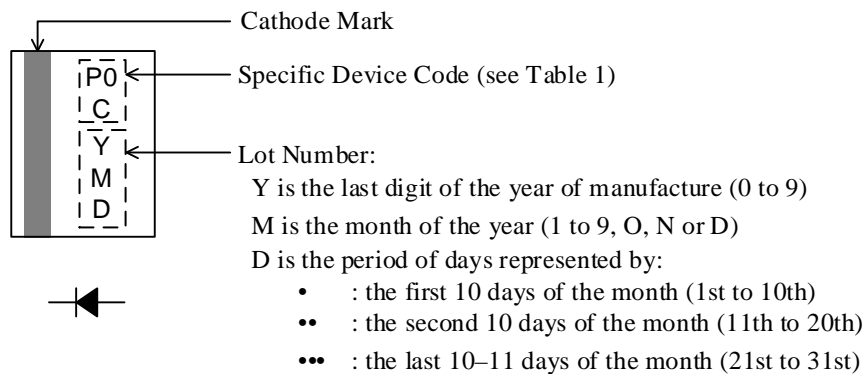 Cathode Mark
P0
C
Specific Device Code (see Table 1)
Y
M
D
Lot Number:
Y is the last digit of the year of manufacture (0 to 9)
M is the month of the year (1 to 9, O, N or D)
D is the period of days represented by:
• : the first 10 days of the month (1st to 10th)
•• : the second 10 days of the month (11th to 20th)
••• : the last 10–11 days of the month (21st to 31st)